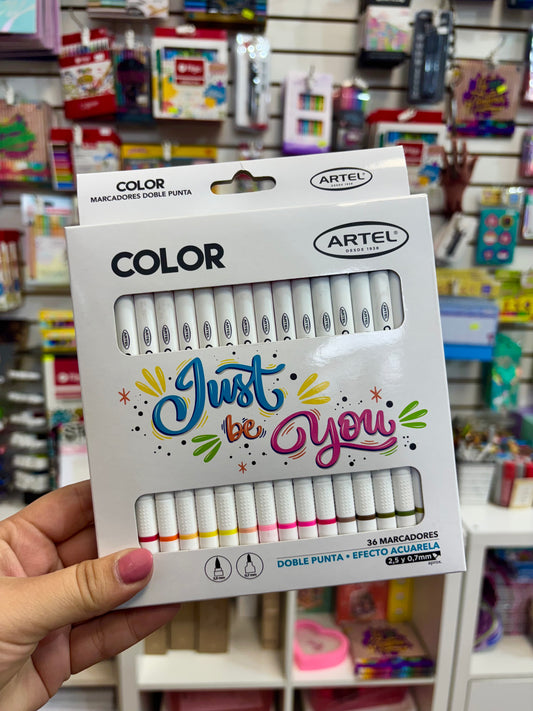 COLOR
MARCADORES DOBLE PUNTA
ARTEL®
DESDE 1938
COLOR
ARTEL®
DESDE 1938
Just
be You
36 MARCADORES
DOBLE PUNTA • EFECTO ACUARELA
2,5 y 0,7mm
aprox.